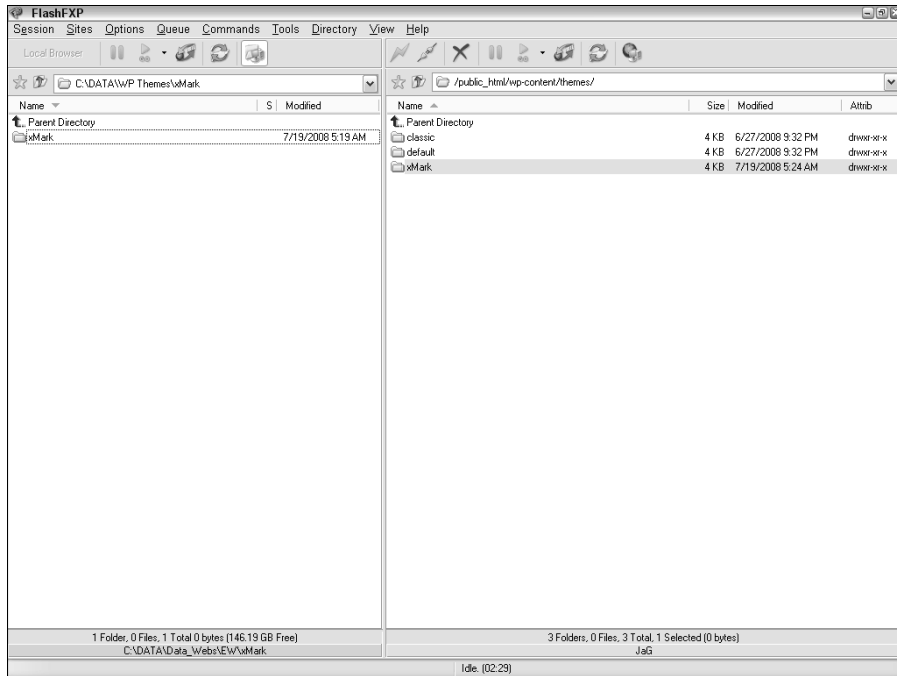 FlashFXP
Session Sites Options Queue Commands Tools Directory View Help
Local Browser
C:\DATA\WP Themes\xMark
/public_html/wp-content/themes/
Name S Modified
Name Size Modified Attrib
Parent Directory
xMark 7/19/2008 5:19 AM
Parent Directory
classic 4 KB 6/27/2008 9:32 PM drwxr-xr-x
default 4 KB 6/27/2008 9:32 PM drwxr-xr-x
xMark 4 KB 7/19/2008 5:24 AM drwxr-xr-x
1 Folder, 0 Files, 1 Total 0 bytes (146.19 GB Free)
C:\DATA\Data_Webs\EW\xMark
3 Folders, 0 Files, 3 Total, 1 Selected (0 bytes)
JaG
Idle. (02:29)